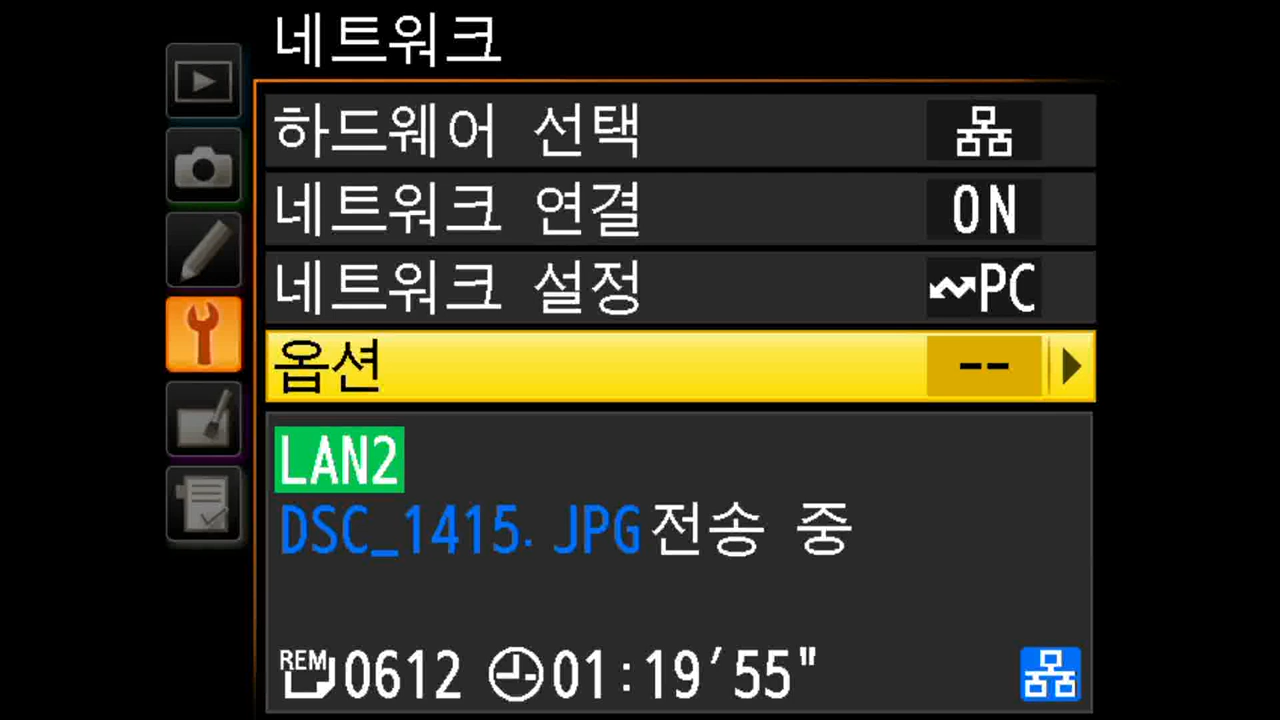 네트워크
하드웨어 선택
네트워크 연결 ON
네트워크 설정 PC
옵션 --
LAN2
DSC_1415.JPG전송 중
REM 0612 01:19′55″